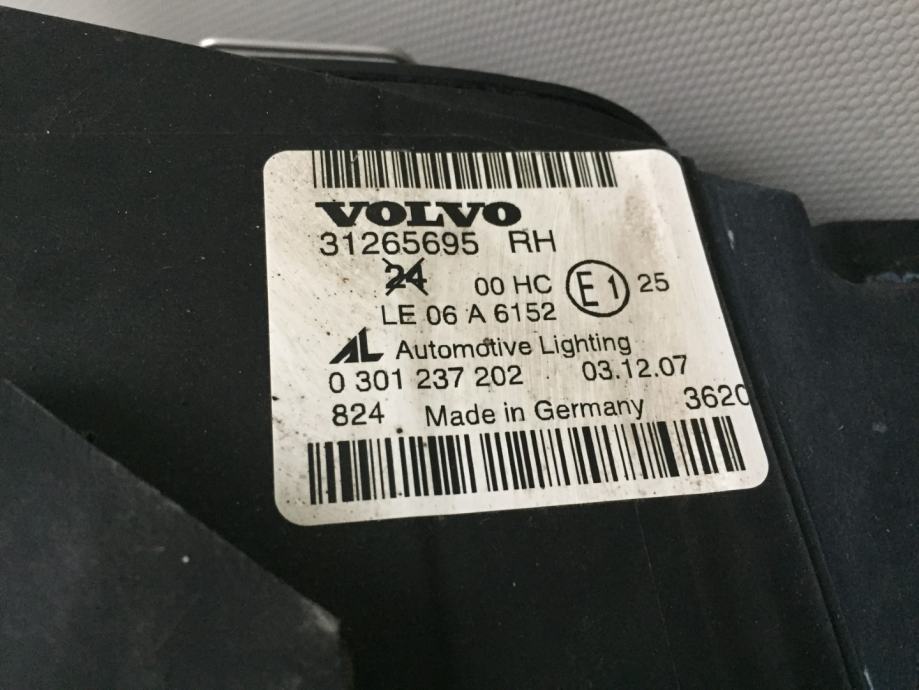 VOLVO
31265695 RH
24 00 HC E1 25
LE 06 A 6152
AL Automotive Lighting
0 301 237 202 03.12.07
824 Made in Germany 3620